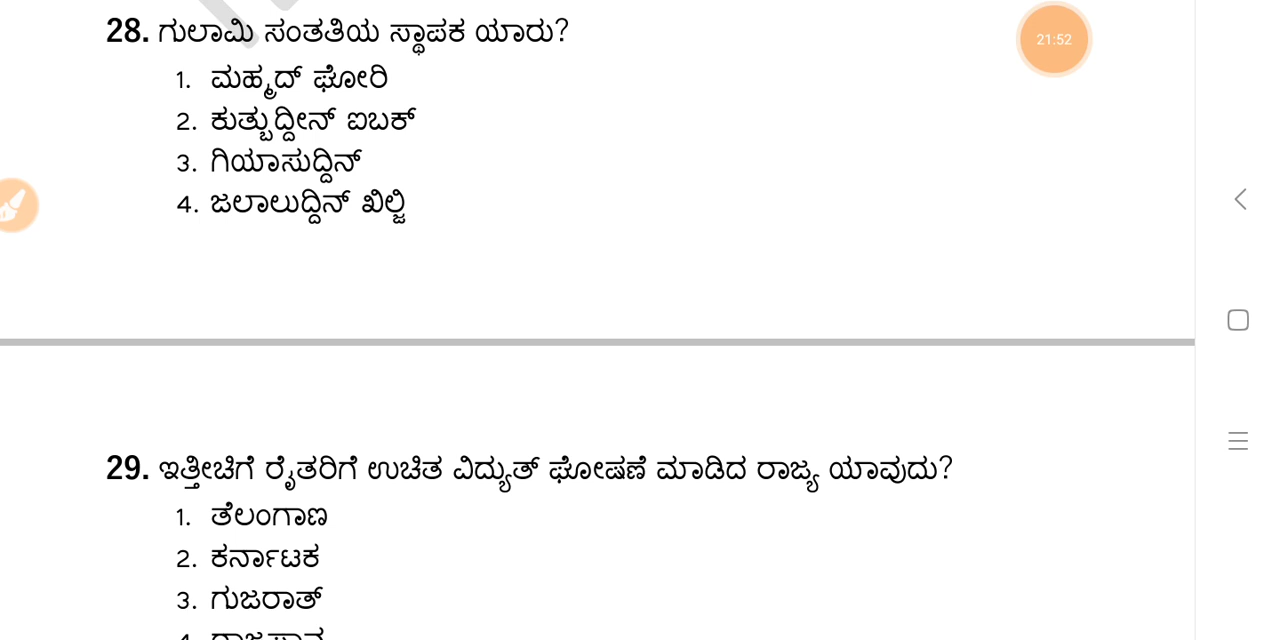 28. ಗುಲಾಮಿ ಸಂತತಿಯ ಸ್ಥಾಪಕ ಯಾರು?
21:52
1. ಮಹ್ಮದ್ ಘೋರಿ
2. ಕುತ್ಬುದ್ದೀನ್ ಐಬಕ್
3. ಗಿಯಾಸುದ್ದಿನ್
4. ಜಲಾಲುದ್ದಿನ್ ಖಿಲ್ಜಿ
29. ಇತ್ತೀಚಿಗೆ ರೈತರಿಗೆ ಉಚಿತ ವಿದ್ಯುತ್ ಘೋಷಣೆ ಮಾಡಿದ ರಾಜ್ಯ ಯಾವುದು?
1. ತೆಲಂಗಾಣ
2. ಕರ್ನಾಟಕ
3. ಗುಜರಾತ್